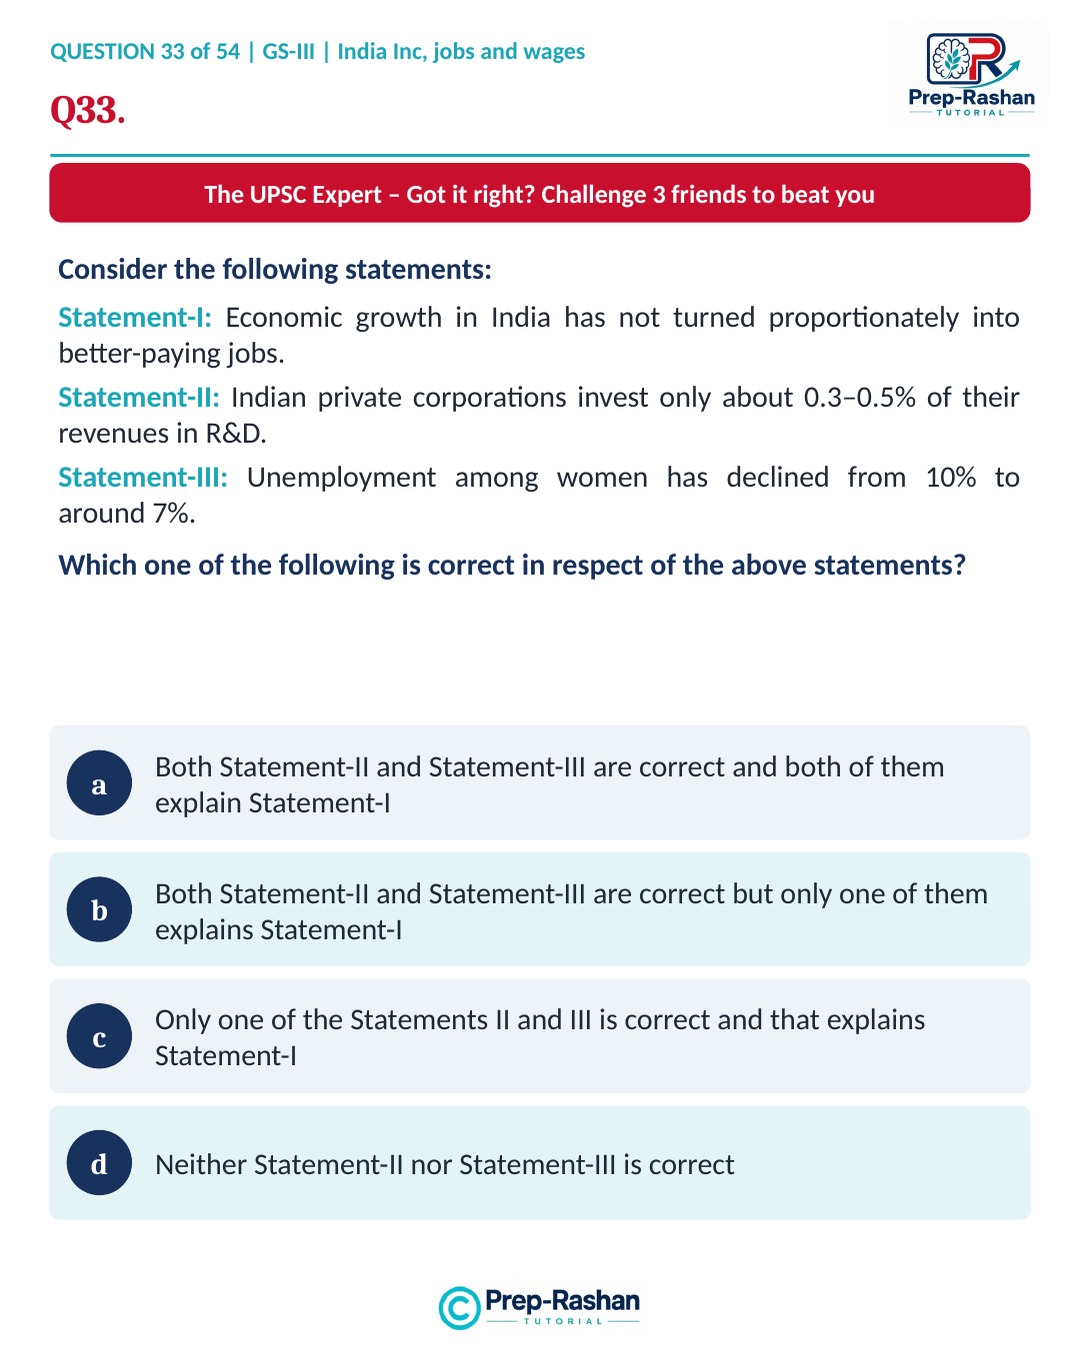 QUESTION 33 of 54 | GS-III | India Inc, jobs and wages
Q33.
Prep-Rashan
TUTORIAL
The UPSC Expert – Got it right? Challenge 3 friends to beat you
Consider the following statements:
Statement-I: Economic growth in India has not turned proportionately into
better-paying jobs.
Statement-II: Indian private corporations invest only about 0.3–0.5% of their
revenues in R&D.
Statement-III: Unemployment among women has declined from 10% to
around 7%.
Which one of the following is correct in respect of the above statements?
a
Both Statement-II and Statement-III are correct and both of them
explain Statement-I
b
Both Statement-II and Statement-III are correct but only one of them
explains Statement-I
c
Only one of the Statements II and III is correct and that explains
Statement-I
d
Neither Statement-II nor Statement-III is correct
© Prep-Rashan
TUTORIAL